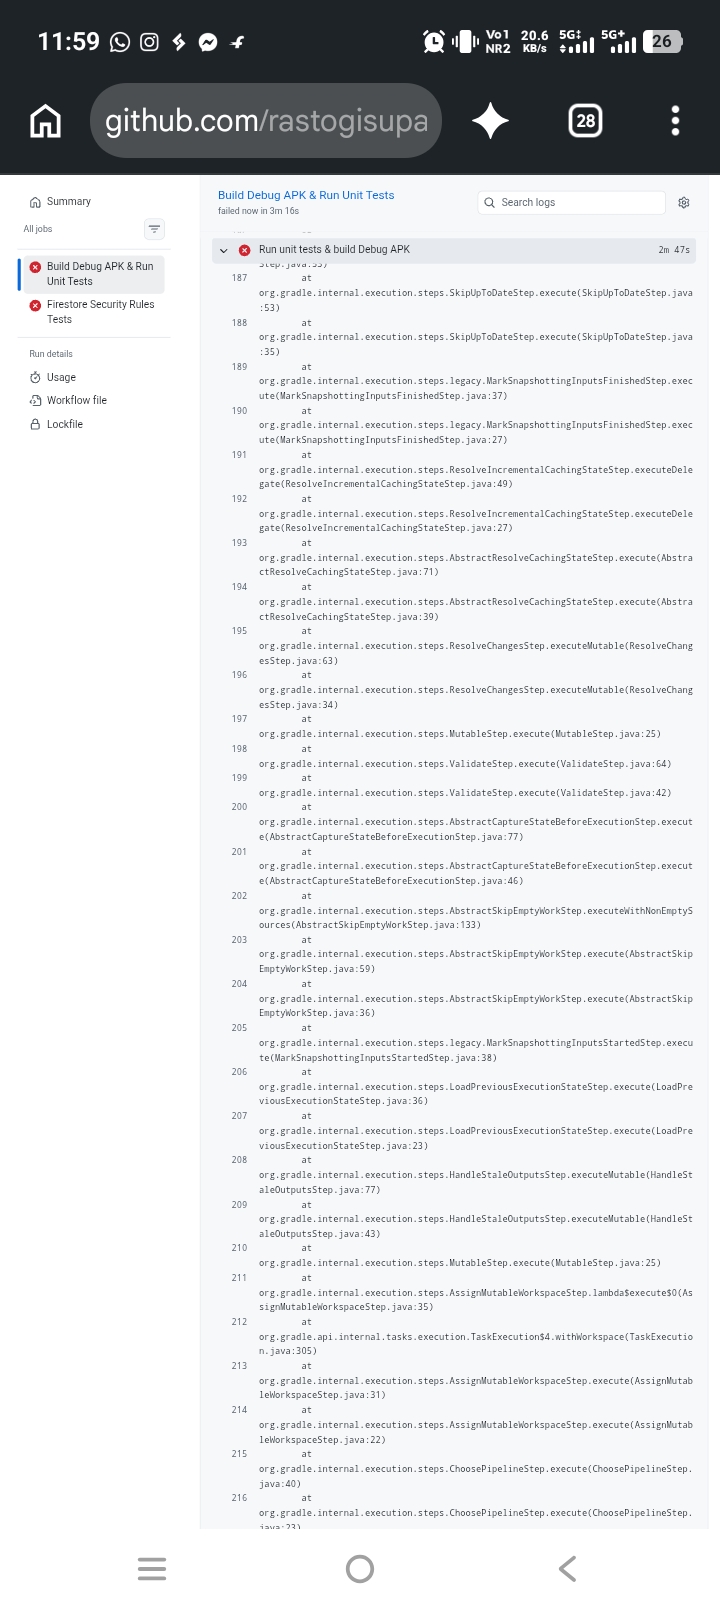 11:59
Vo1
NR2
20.6
KB/s
5G
5G+
26
github.com/rastogisupa
28
Summary
All jobs
Build Debug APK & Run
Unit Tests
Firestore Security Rules
Tests
Run details
Usage
Workflow file
Lockfile
Build Debug APK & Run Unit Tests
failed now in 3m 16s
Search logs
Run unit tests & build Debug APK
2m 47s
187 at
org.gradle.internal.execution.steps.SkipUpToDateStep.execute(SkipUpToDateStep.java
:53)
188 at
org.gradle.internal.execution.steps.SkipUpToDateStep.execute(SkipUpToDateStep.java
:35)
189 at
org.gradle.internal.execution.steps.legacy.MarkSnapshottingInputsFinishedStep.exec
ute(MarkSnapshottingInputsFinishedStep.java:37)
190 at
org.gradle.internal.execution.steps.legacy.MarkSnapshottingInputsFinishedStep.exec
ute(MarkSnapshottingInputsFinishedStep.java:27)
191 at
org.gradle.internal.execution.steps.ResolveIncrementalCachingStateStep.executeDele
gate(ResolveIncrementalCachingStateStep.java:49)
192 at
org.gradle.internal.execution.steps.ResolveIncrementalCachingStateStep.executeDele
gate(ResolveIncrementalCachingStateStep.java:27)
193 at
org.gradle.internal.execution.steps.AbstractResolveCachingStateStep.execute(Abstra
ctResolveCachingStateStep.java:71)
194 at
org.gradle.internal.execution.steps.AbstractResolveCachingStateStep.execute(Abstra
ctResolveCachingStateStep.java:39)
195 at
org.gradle.internal.execution.steps.ResolveChangesStep.executeMutable(ResolveChang
esStep.java:63)
196 at
org.gradle.internal.execution.steps.ResolveChangesStep.executeMutable(ResolveChang
esStep.java:34)
197 at
org.gradle.internal.execution.steps.MutableStep.execute(MutableStep.java:25)
198 at
org.gradle.internal.execution.steps.ValidateStep.execute(ValidateStep.java:64)
199 at
org.gradle.internal.execution.steps.ValidateStep.execute(ValidateStep.java:42)
200 at
org.gradle.internal.execution.steps.AbstractCaptureStateBeforeExecutionStep.execut
e(AbstractCaptureStateBeforeExecutionStep.java:77)
201 at
org.gradle.internal.execution.steps.AbstractCaptureStateBeforeExecutionStep.execut
e(AbstractCaptureStateBeforeExecutionStep.java:46)
202 at
org.gradle.internal.execution.steps.AbstractSkipEmptyWorkStep.executeWithNonEmptyS
ources(AbstractSkipEmptyWorkStep.java:133)
203 at
org.gradle.internal.execution.steps.AbstractSkipEmptyWorkStep.execute(AbstractSkip
EmptyWorkStep.java:59)
204 at
org.gradle.internal.execution.steps.AbstractSkipEmptyWorkStep.execute(AbstractSkip
EmptyWorkStep.java:36)
205 at
org.gradle.internal.execution.steps.legacy.MarkSnapshottingInputsStartedStep.execu
te(MarkSnapshottingInputsStartedStep.java:38)
206 at
org.gradle.internal.execution.steps.LoadPreviousExecutionStateStep.execute(LoadPre
viousExecutionStateStep.java:36)
207 at
org.gradle.internal.execution.steps.LoadPreviousExecutionStateStep.execute(LoadPre
viousExecutionStateStep.java:23)
208 at
org.gradle.internal.execution.steps.HandleStaleOutputsStep.executeMutable(HandleSt
aleOutputsStep.java:77)
209 at
org.gradle.internal.execution.steps.HandleStaleOutputsStep.executeMutable(HandleSt
aleOutputsStep.java:43)
210 at
org.gradle.internal.execution.steps.MutableStep.execute(MutableStep.java:25)
211 at
org.gradle.internal.execution.steps.AssignMutableWorkspaceStep.lambda$execute$0(As
signMutableWorkspaceStep.java:35)
212 at
org.gradle.api.internal.tasks.execution.TaskExecution$4.withWorkspace(TaskExecutio
n.java:305)
213 at
org.gradle.internal.execution.steps.AssignMutableWorkspaceStep.execute(AssignMutab
leWorkspaceStep.java:31)
214 at
org.gradle.internal.execution.steps.AssignMutableWorkspaceStep.execute(AssignMutab
leWorkspaceStep.java:22)
215 at
org.gradle.internal.execution.steps.ChoosePipelineStep.execute(ChoosePipelineStep.
java:40)
216 at
org.gradle.internal.execution.steps.ChoosePipelineStep.execute(ChoosePipelineStep.
java:23)